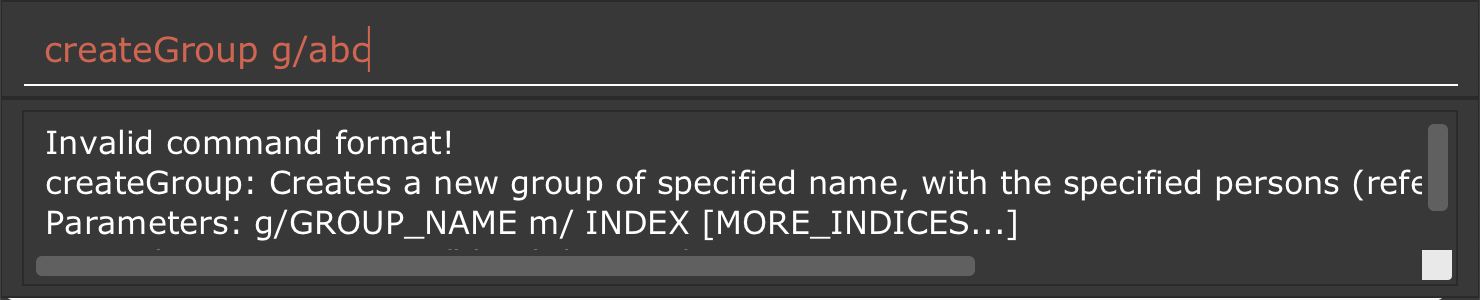 createGroup g/abc
Invalid command format!
createGroup: Creates a new group of specified name, with the specified persons (refe
Parameters: g/GROUP_NAME m/ INDEX [MORE_INDICES...]